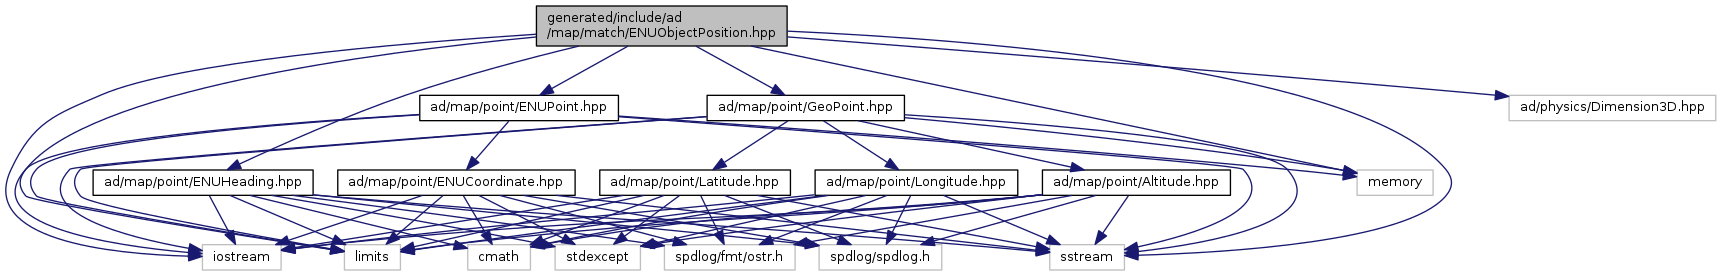 generated/include/ad
/map/match/ENUObjectPosition.hpp
ad/map/point/ENUPoint.hpp
ad/map/point/GeoPoint.hpp
ad/physics/Dimension3D.hpp
ad/map/point/ENUHeading.hpp
ad/map/point/ENUCoordinate.hpp
ad/map/point/Latitude.hpp
ad/map/point/Longitude.hpp
ad/map/point/Altitude.hpp
memory
iostream
limits
cmath
stdexcept
spdlog/fmt/ostr.h
spdlog/spdlog.h
sstream